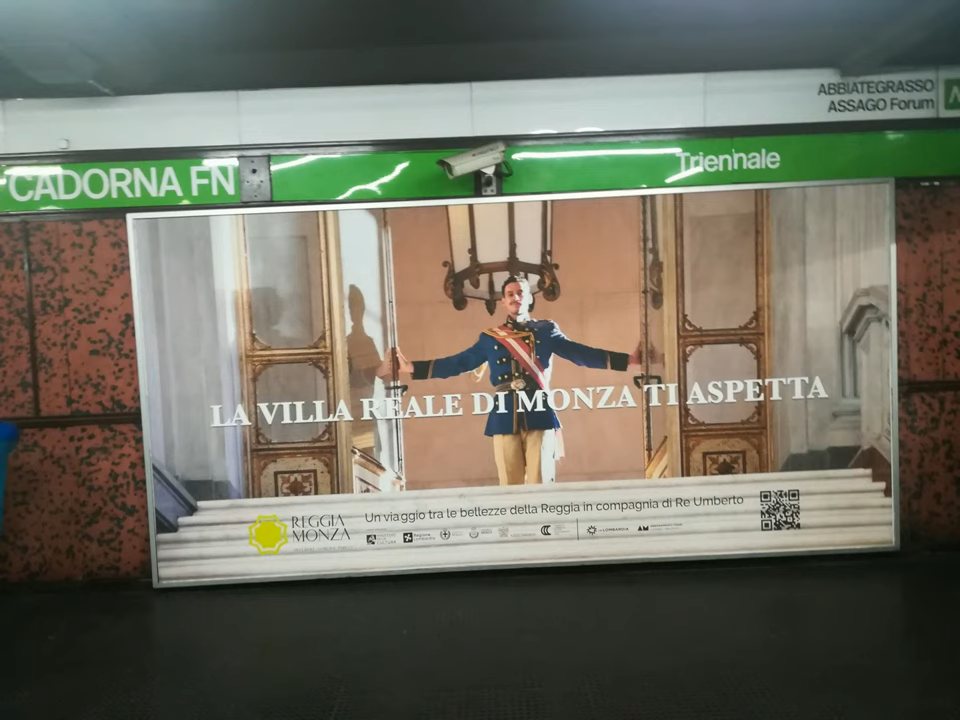 ABBIATEGRASSO
ASSAGO Forum
CADORNA FN
Triennale
LA VILLA REALE DI MONZA TI ASPETTA
Un viaggio tra le bellezze della Reggia in compagnia di Re Umberto
REGGIA
MONZA